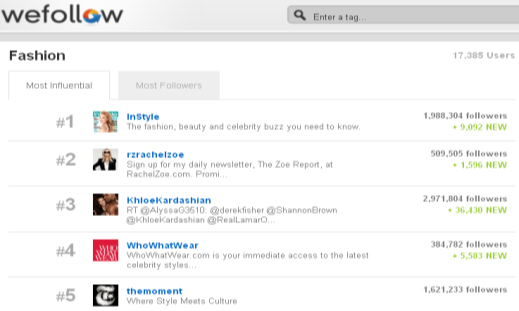 wefollow
Enter a tag...
Fashion
17,385 Users
Most Influential
Most Followers
#1
InStyle
The fashion, beauty and celebrity buzz you need to know.
1,988,304 followers
+ 9,092 NEW
#2
rzrachelzoe
Sign up for my daily newsletter, The Zoe Report, at
RachelZoe.com. Promi...
509,505 followers
+ 1,596 NEW
#3
KhloeKardashian
RT @AlyssaG3510: @derekfisher @ShannonBrown
@KhloeKardashian @RealLamarO...
2,971,804 followers
+ 36,430 NEW
#4
WHO
WHAT
WEAR
WhoWhatWear
WhoWhatWear.com is your immediate access to the latest
celebrity styles...
384,782 followers
+ 5,583 NEW
#5
themoment
Where Style Meets Culture
1,621,233 followers